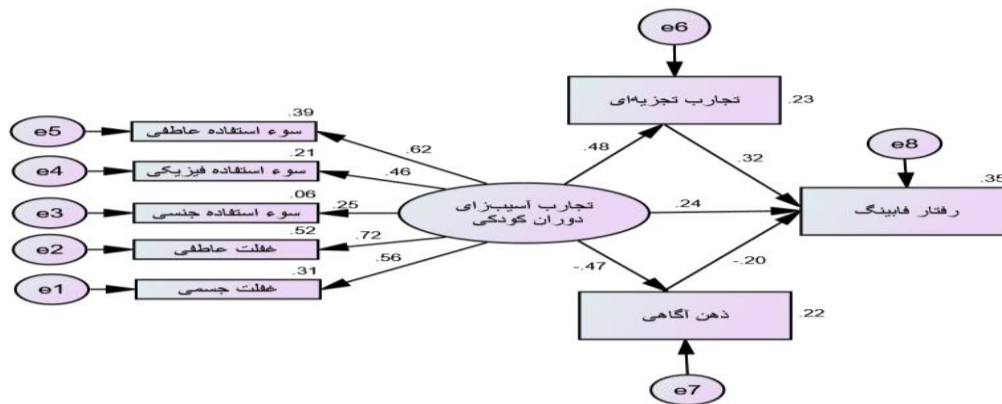 e6
تجارب تجزیه‌ای
.23
.39
e5
سوء استفاده عاطفی
.62
.48
.32
e8
.21
e4
سوء استفاده فیزیکی
.46
.35
.06
e3
سوء استفاده جنسی
.25
تجارب آسیب‌زای
دوران کودکی
.24
رفتار فابینگ
.52
e2
غفلت عاطفی
.72
.31
e1
غفلت جسمی
.56
-.47
-.20
ذهن آگاهی
.22
e7